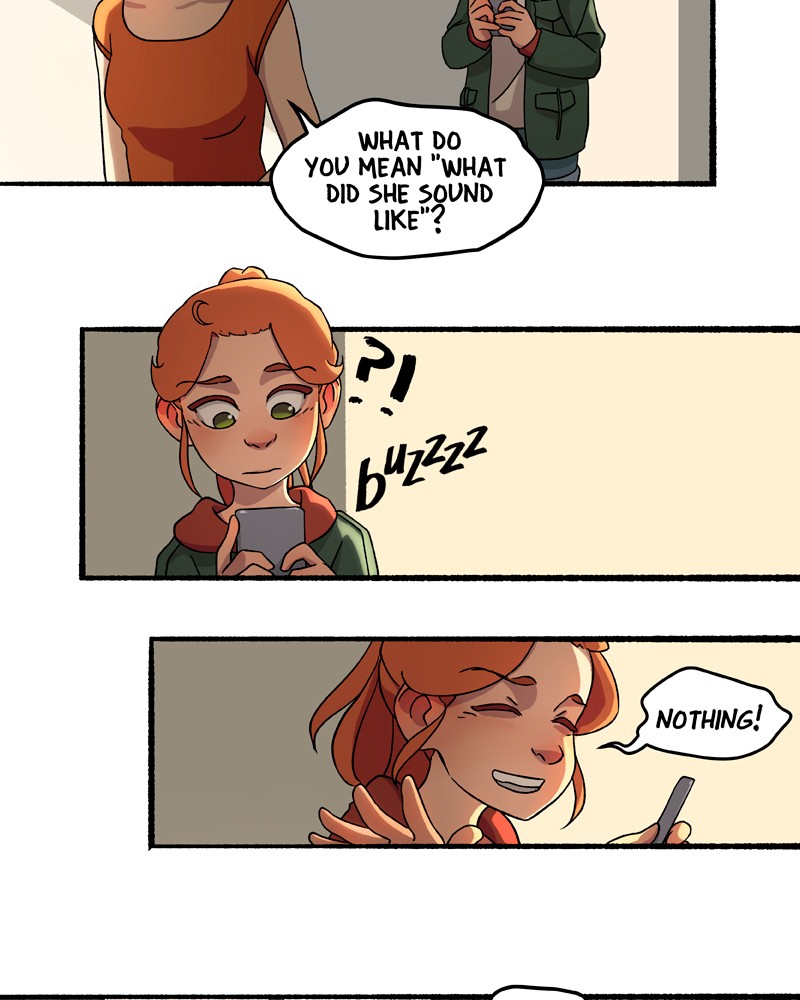 WHAT DO
YOU MEAN "WHAT
DID SHE SOUND
LIKE"?
?!
buzzzz
NOTHING!